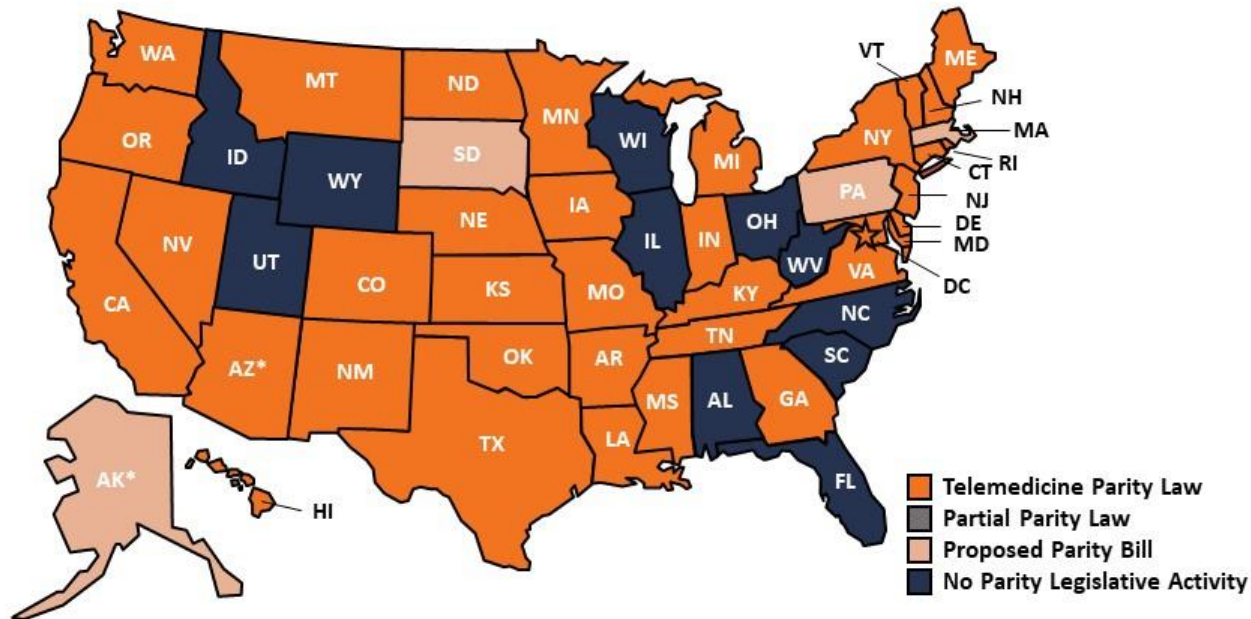 WA
MT
ND
MN
VT
ME
NH
MA
RI
CT
NJ
DE
MD
DC
OR
ID
WY
SD
WI
MI
NY
PA
NV
UT
CO
NE
IA
IL
IN
OH
WV
VA
CA
KS
MO
KY
NC
TN
SC
AZ*
NM
OK
AR
MS
AL
GA
TX
LA
FL
AK*
HI
Telemedicine Parity Law
Partial Parity Law
Proposed Parity Bill
No Parity Legislative Activity